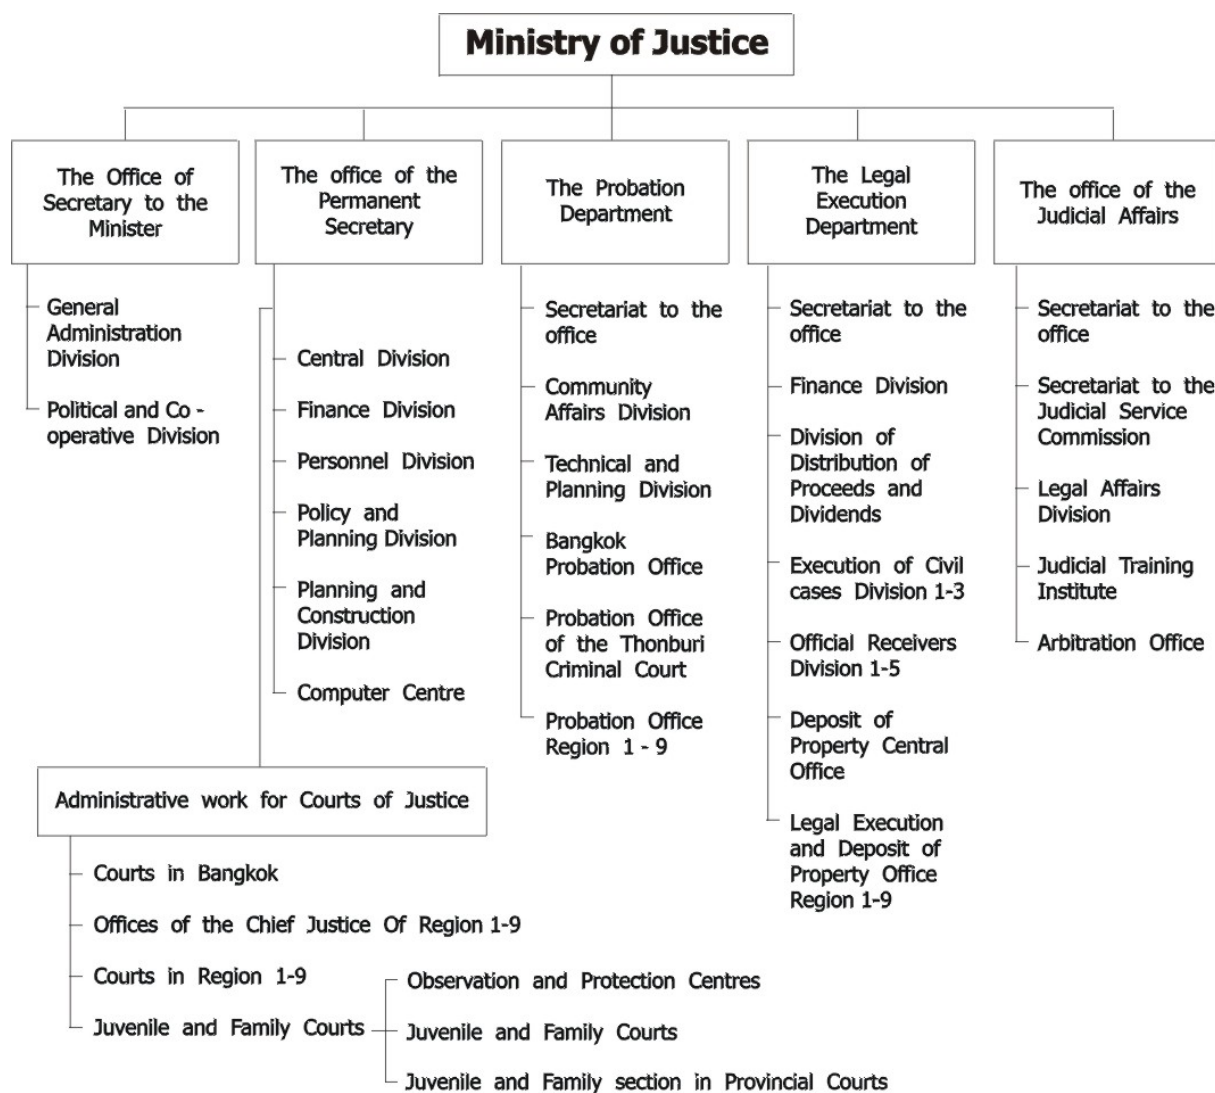 Ministry of Justice
The Office of
Secretary to the
Minister
General
Administration
Division
Political and Co -
operative Division
The office of the
Permanent
Secretary
Central Division
Finance Division
Personnel Division
Policy and
Planning Division
Planning and
Construction
Division
Computer Centre
Administrative work for Courts of Justice
Courts in Bangkok
Offices of the Chief Justice Of Region 1-9
Courts in Region 1-9
Juvenile and Family Courts
Observation and Protection Centres
Juvenile and Family Courts
Juvenile and Family section in Provincial Courts
The Probation
Department
Secretariat to the
office
Community
Affairs Division
Technical and
Planning Division
Bangkok
Probation Office
Probation Office
of the Thonburi
Criminal Court
Probation Office
Region 1 - 9
The Legal
Execution
Department
Secretariat to the
office
Finance Division
Division of
Distribution of
Proceeds and
Dividends
Execution of Civil
cases Division 1-3
Official Receivers
Division 1-5
Deposit of
Property Central
Office
Legal Execution
and Deposit of
Property Office
Region 1-9
The office of the
Judicial Affairs
Secretariat to the
office
Secretariat to the
Judicial Service
Commission
Legal Affairs
Division
Judicial Training
Institute
Arbitration Office